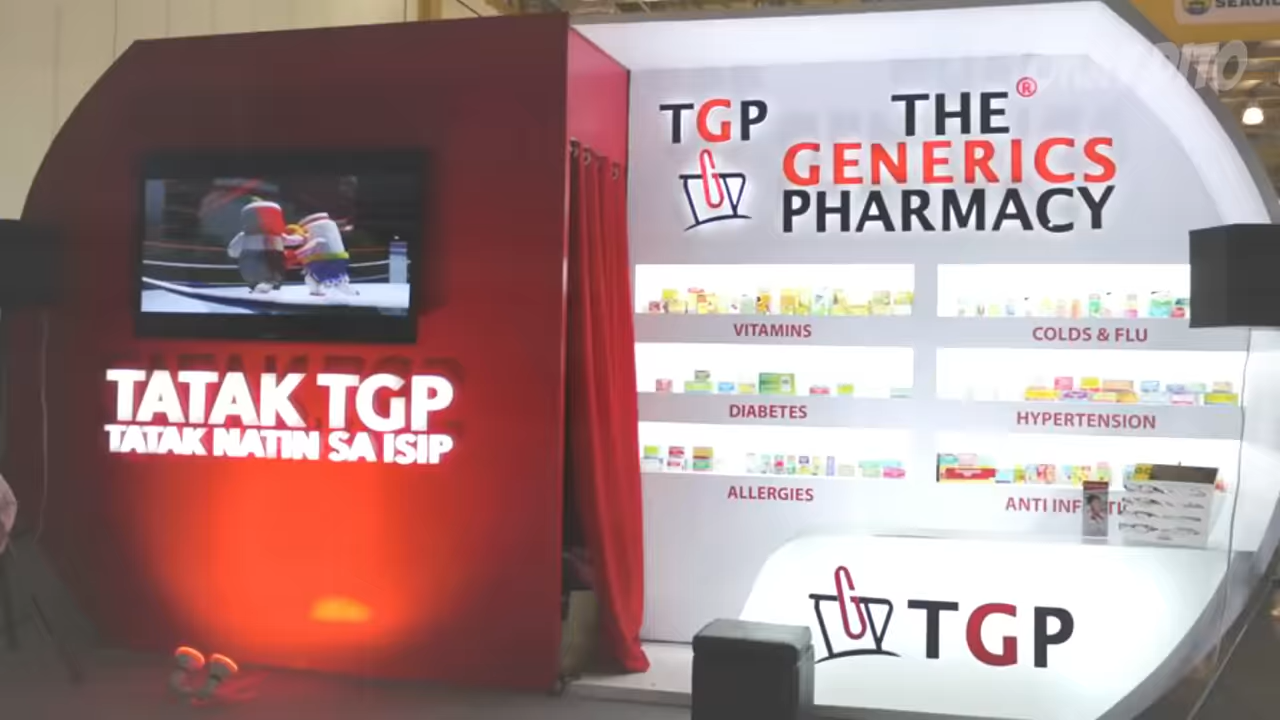 TGP
THE
GENERICS
PHARMACY
®
TATAK TGP
TATAK NATIN SA ISIP
VITAMINS
COLDS & FLU
DIABETES
HYPERTENSION
ALLERGIES
TGP